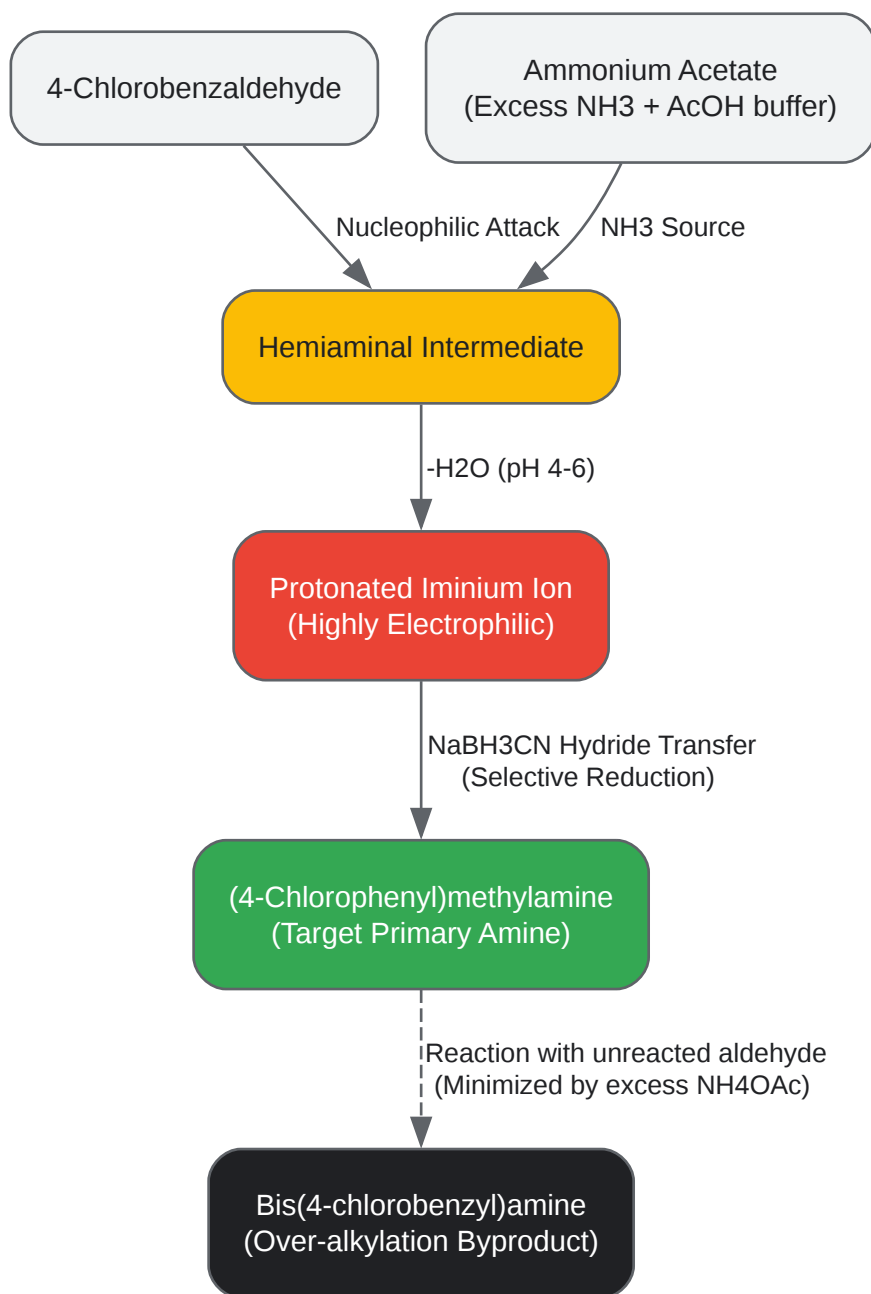 4-Chlorobenzaldehyde
Ammonium Acetate
(Excess NH3 + AcOH buffer)
Nucleophilic Attack
NH3 Source
Hemiaminal Intermediate
-H2O (pH 4-6)
Protonated Iminium Ion
(Highly Electrophilic)
NaBH3CN Hydride Transfer
(Selective Reduction)
(4-Chlorophenyl)methylamine
(Target Primary Amine)
Reaction with unreacted aldehyde
(Minimized by excess NH4OAc)
Bis(4-chlorobenzyl)amine
(Over-alkylation Byproduct)